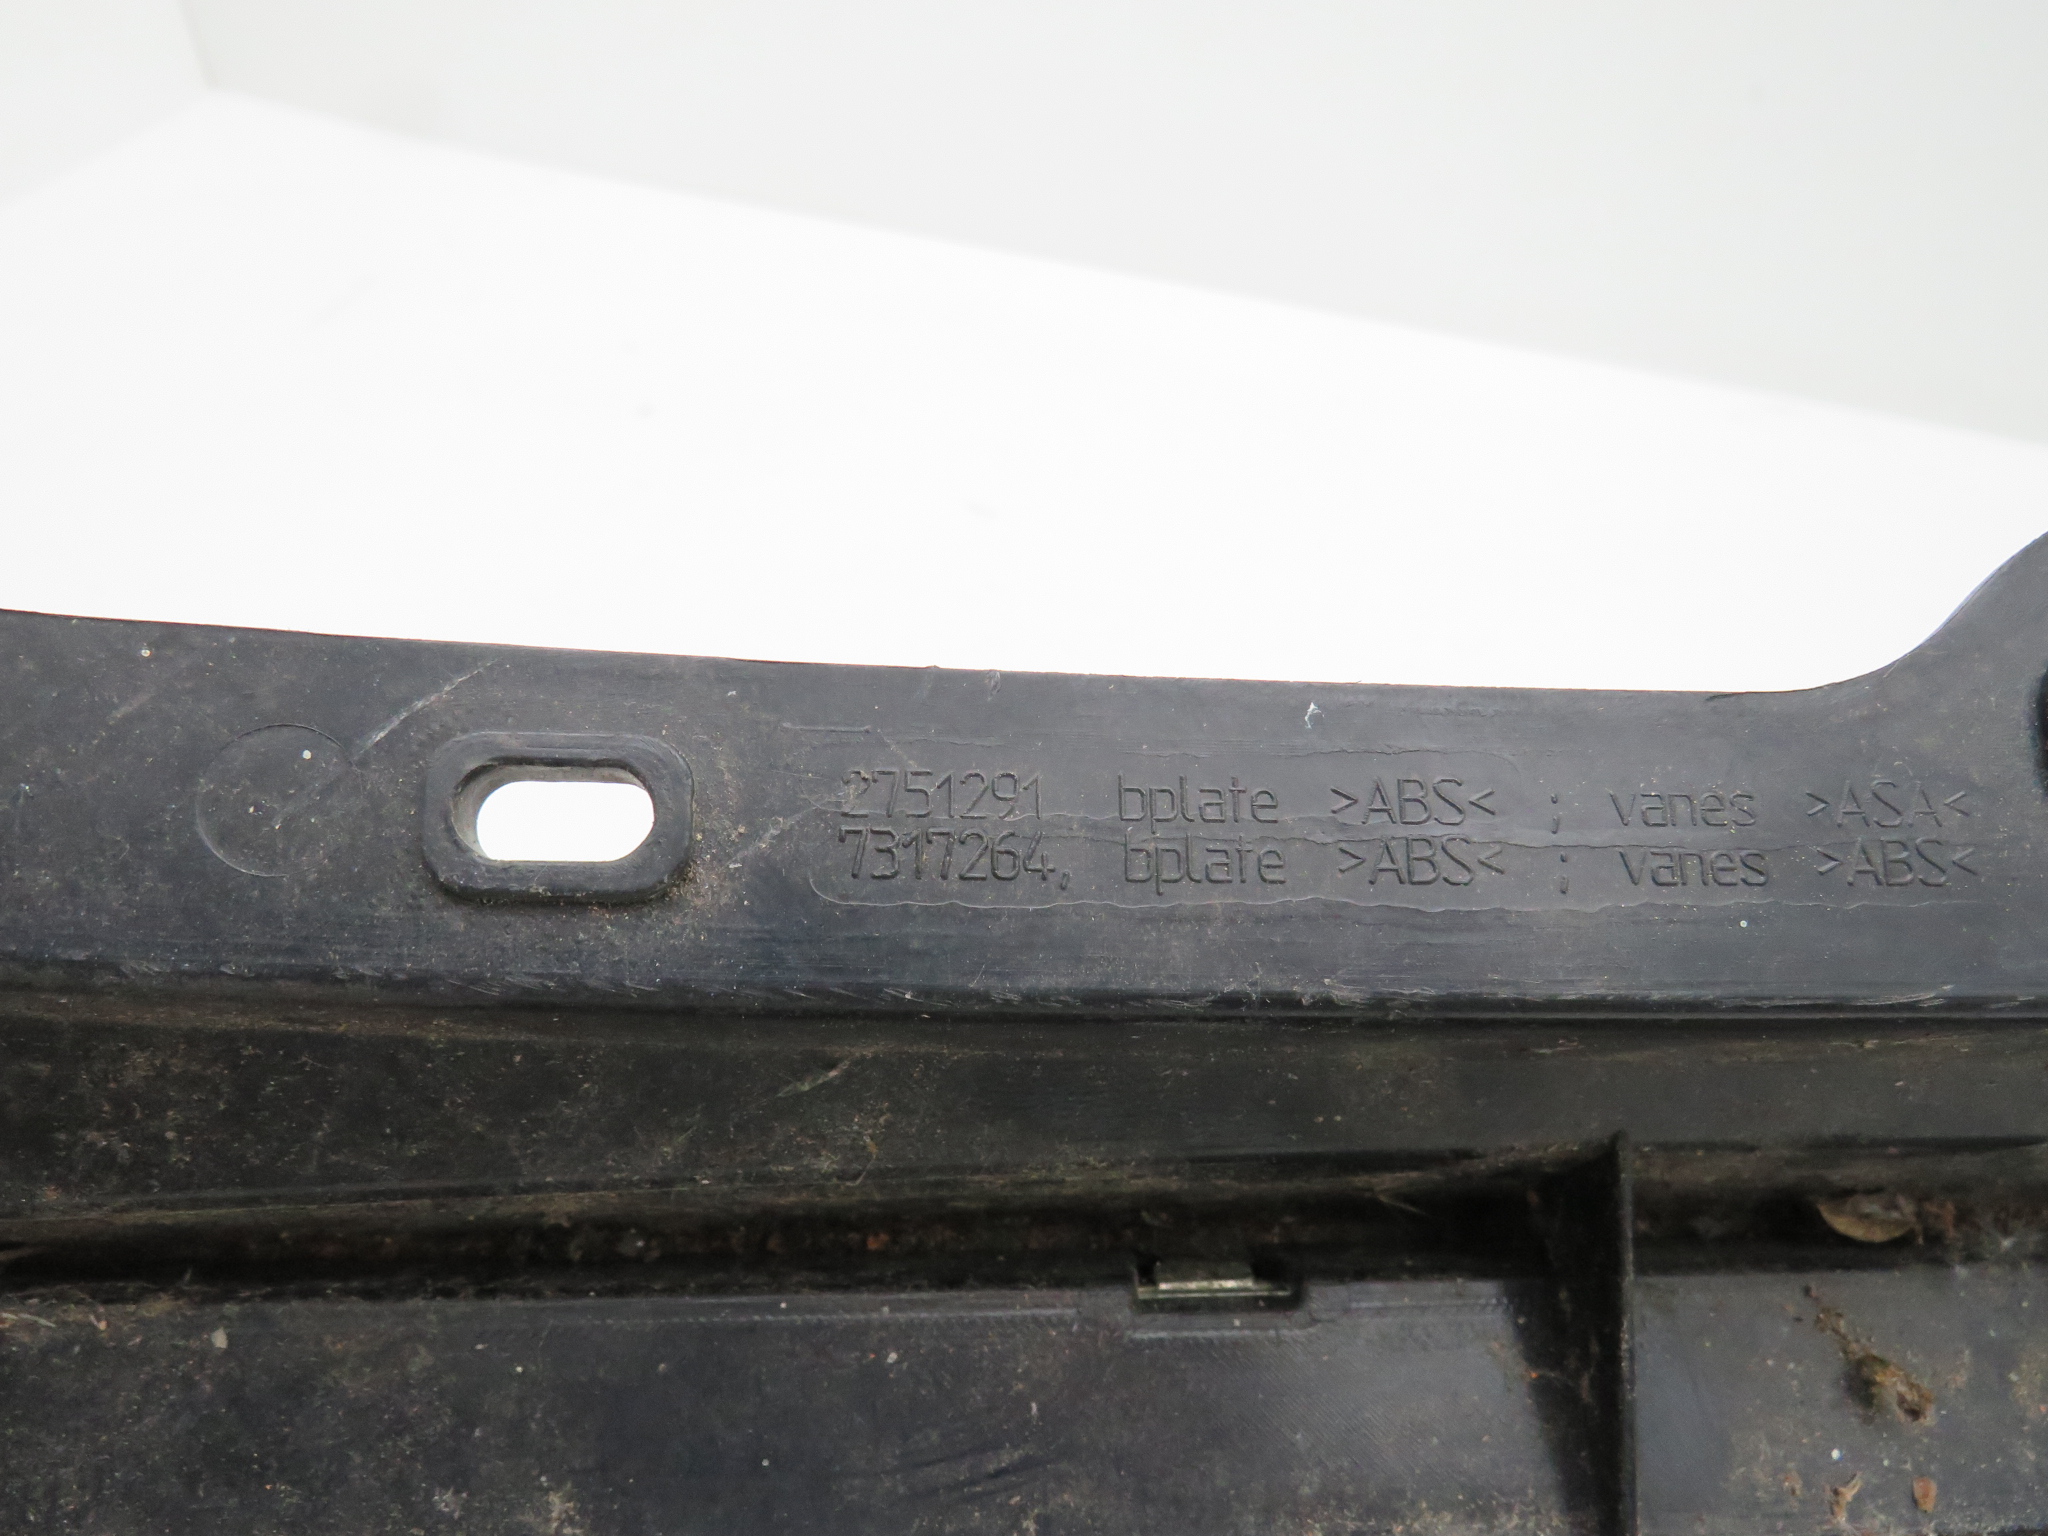 2751291 bplate >ABS< ; vanes >ASA<
7317264, bplate >ABS< ; vanes >ABS<